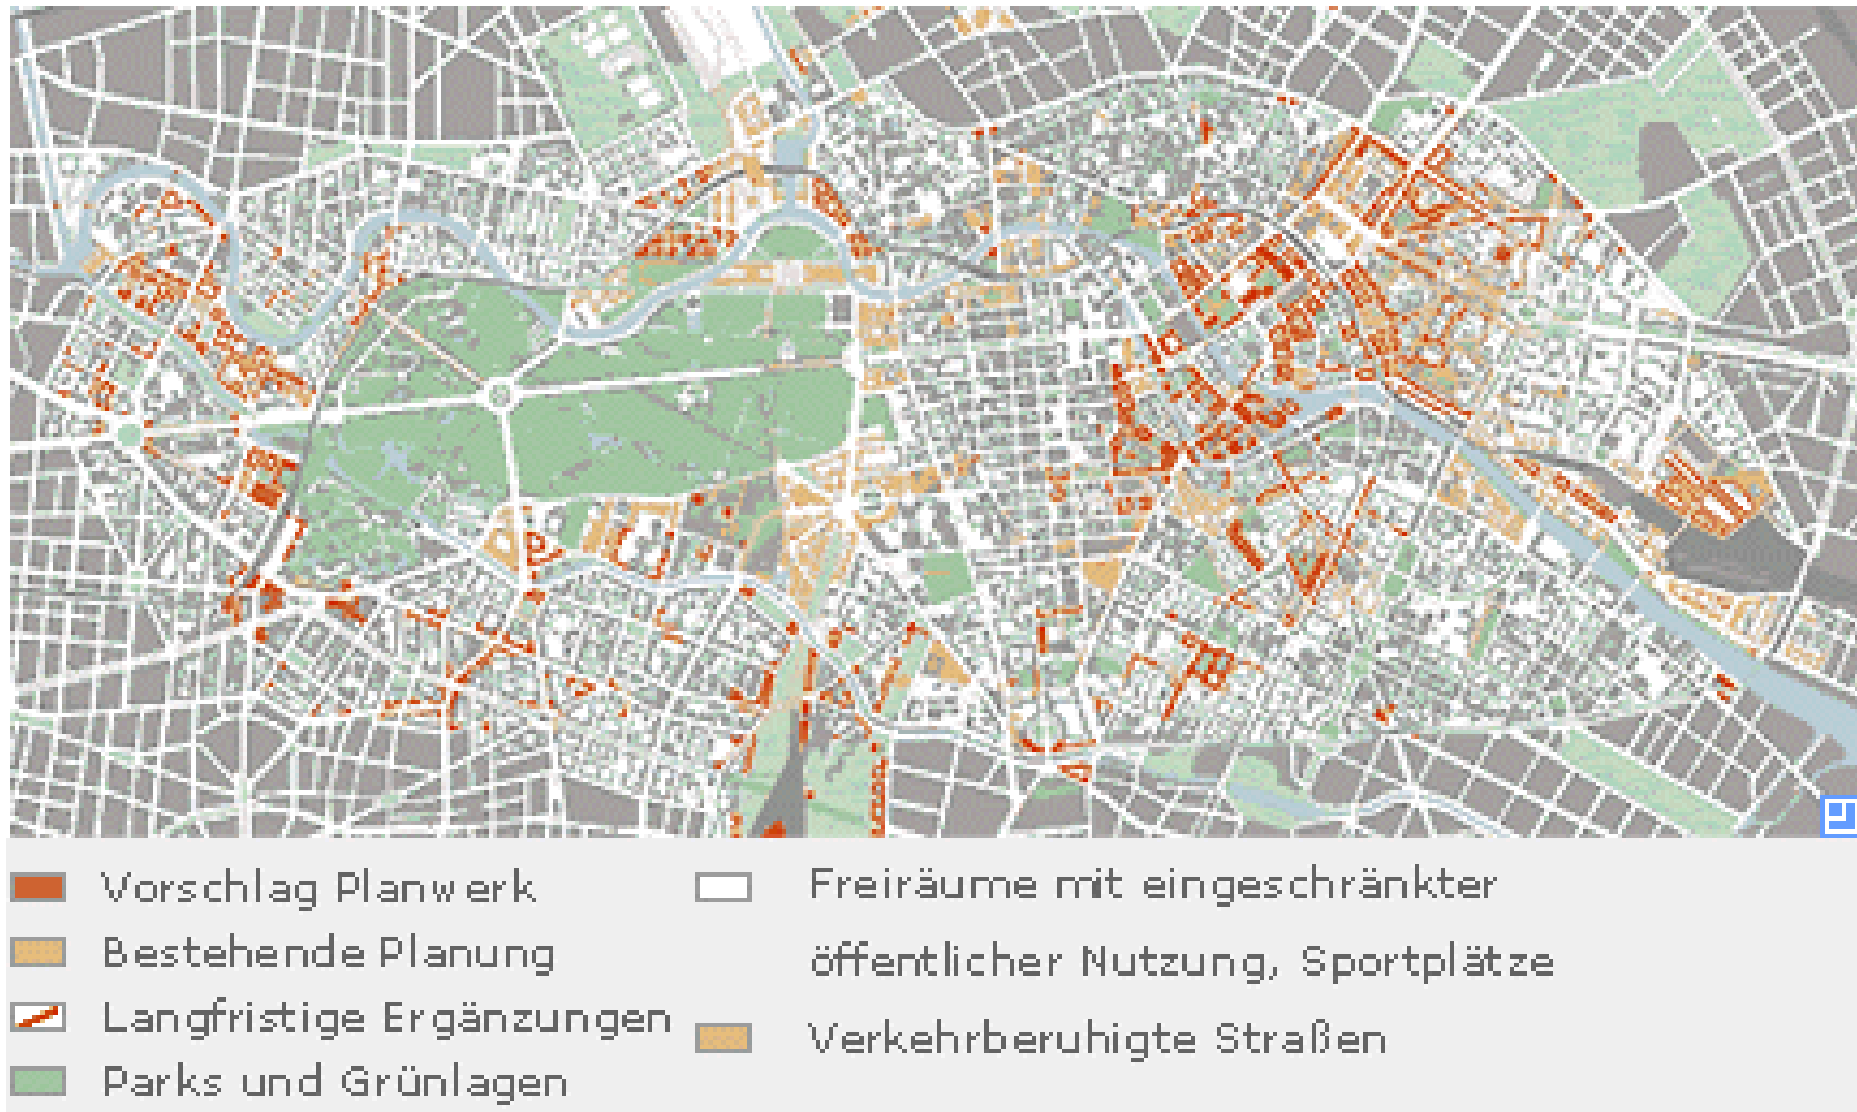 Vorschlag Planwerk
Bestehende Planung
Langfristige Ergänzungen
Parks und Grünlagen
Freiräume mit eingeschränkter
öffentlicher Nutzung, Sportplätze
Verkehrberuhigte Straßen